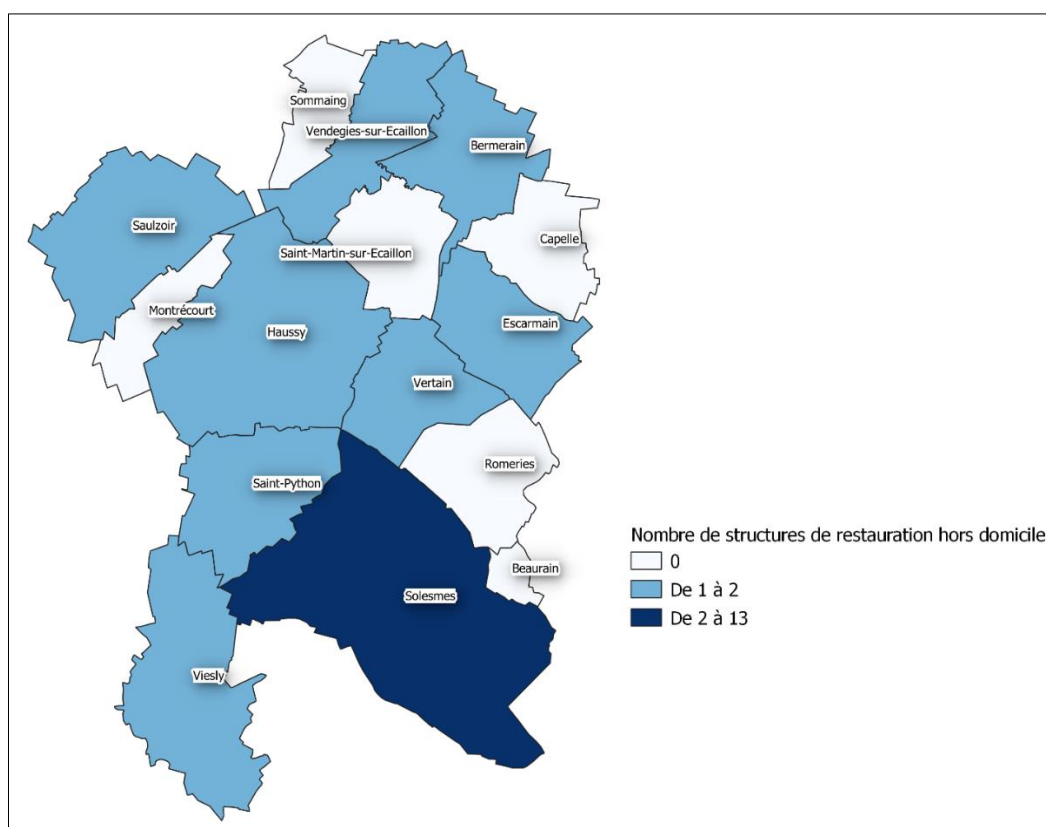 Sommaing
Vendegies-sur-Ecaillon
Bermerain
Saulzoir
Capelle
Saint-Martin-sur-Ecaillon
Montrécourt
Escarmain
Haussy
Vertain
Romeries
Saint-Python
Nombre de structures de restauration hors domicile
0
De 1 à 2
De 2 à 13
Beaurain
Solesmes
Viesly